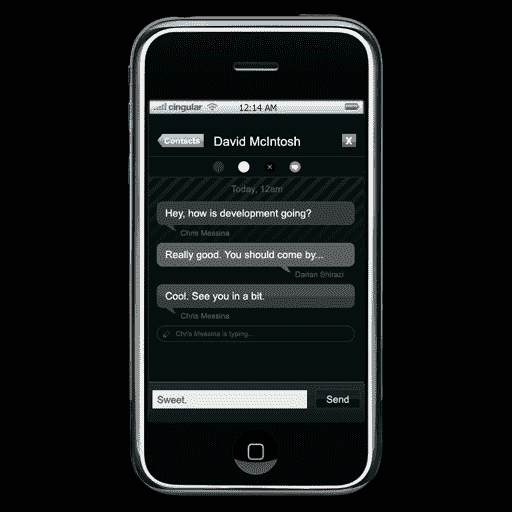 cingular 12:14 AM
Contacts David McIntosh x
Today, 12am
Hey, how is development going?
Chris Messina
Really good. You should come by...
Darian Shirazi
Cool. See you in a bit.
Chris Messina
Chris Messina is typing...
Sweet. Send